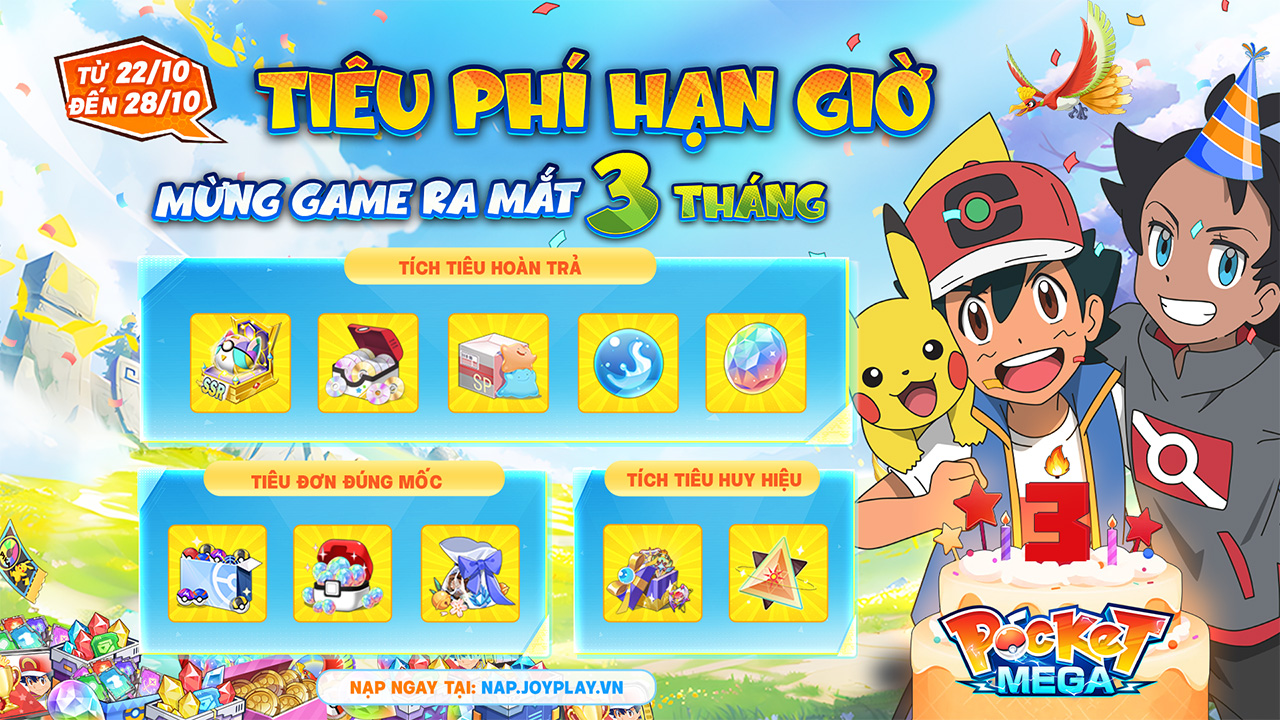 TỪ 22/10
ĐẾN 28/10
TIÊU PHÍ HẠN GIỜ
MỪNG GAME RA MẮT 3 THÁNG
TÍCH TIÊU HOÀN TRẢ
SSR
SP
TIÊU ĐƠN ĐÚNG MỐC
TÍCH TIÊU HUY HIỆU
3
POCKET
MEGA
NẠP NGAY TẠI: NAP.JOYPLAY.VN